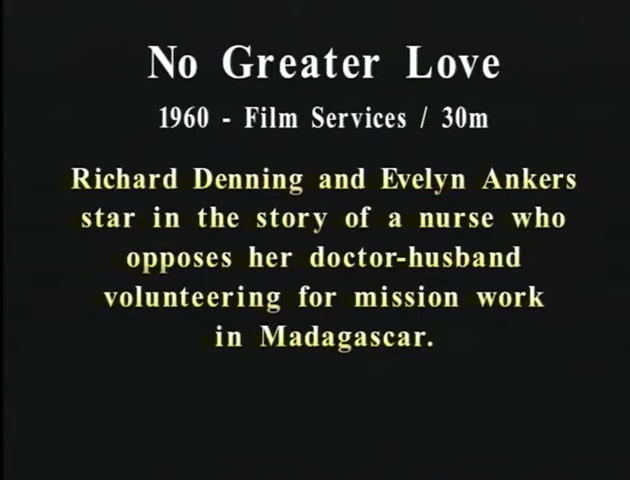 No Greater Love
1960 - Film Services / 30m
Richard Denning and Evelyn Ankers
star in the story of a nurse who
opposes her doctor-husband
volunteering for mission work
in Madagascar.